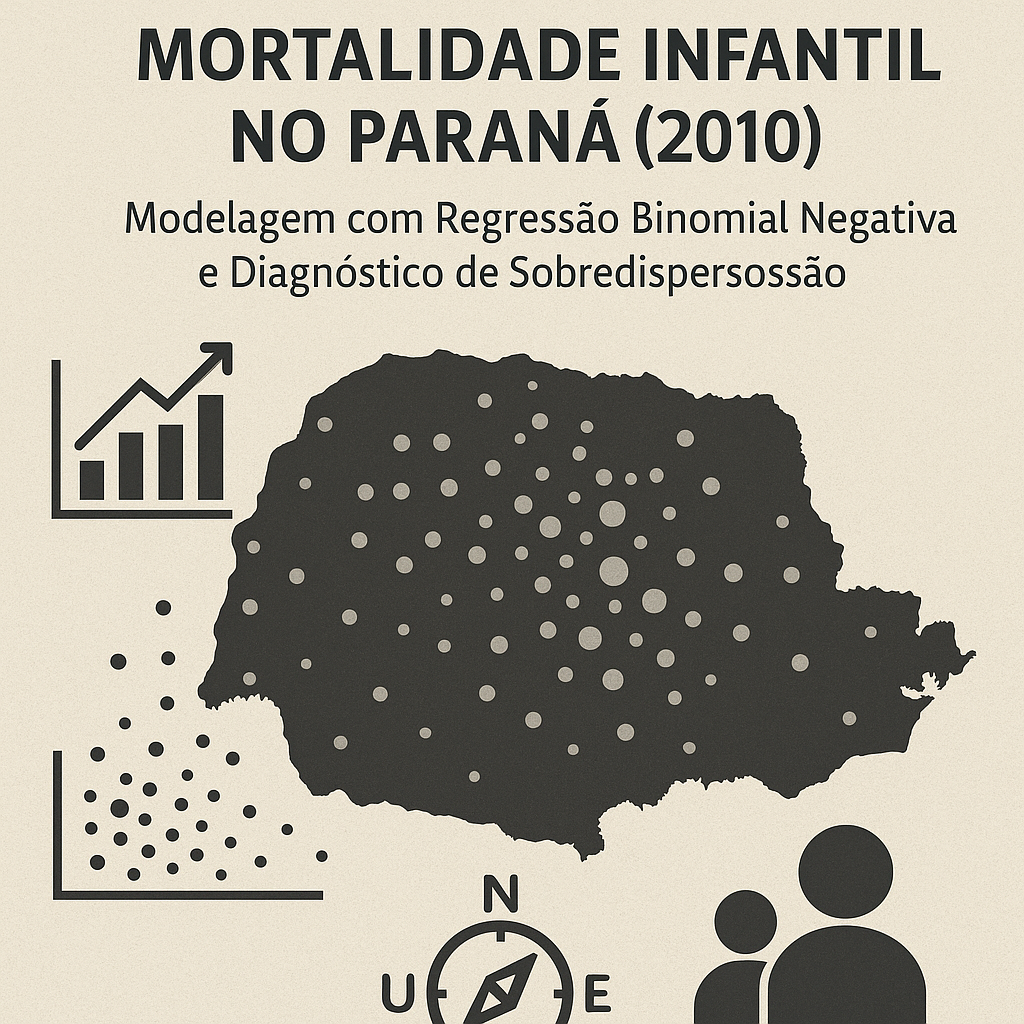 MORTALIDADE INFANTIL
NO PARANÁ (2010)
Modelagem com Regressão Binomial Negativa
e Diagnóstico de Sobredispersossão
N
U E